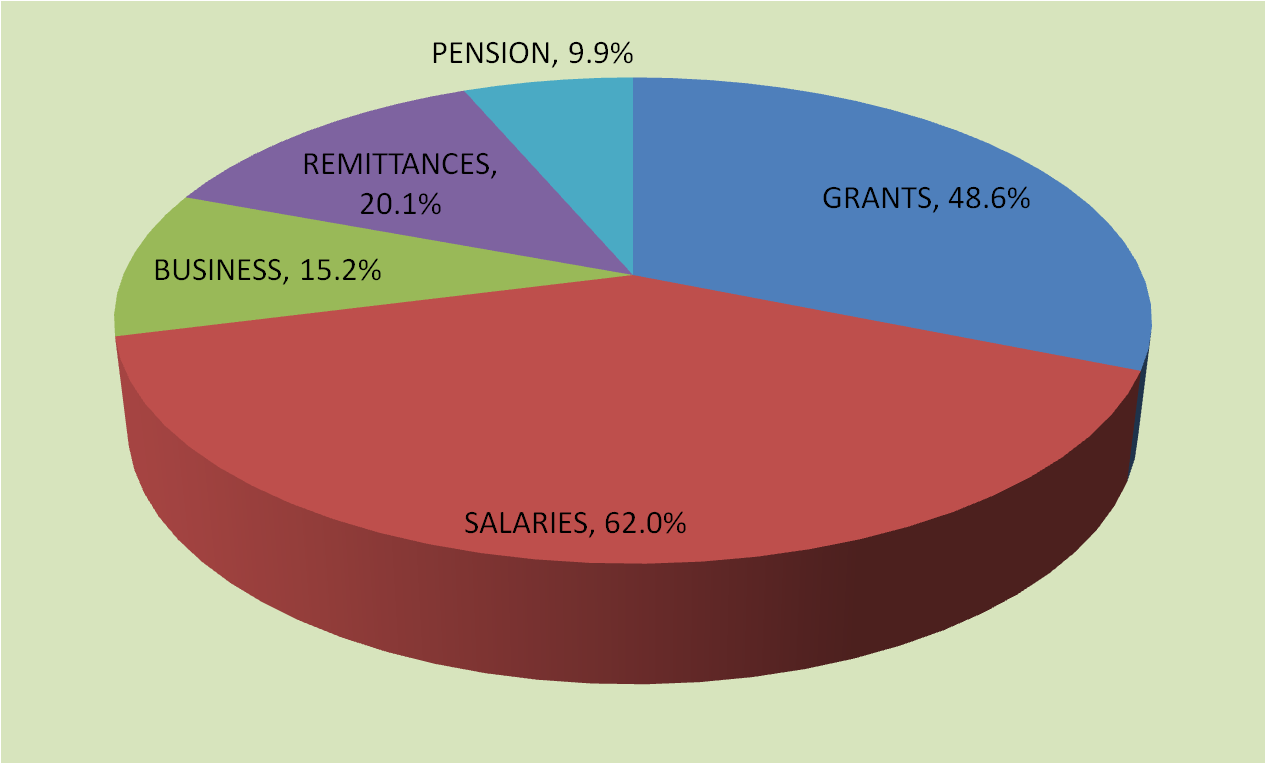 PENSION, 9.9%
REMITTANCES,
20.1%
GRANTS, 48.6%
BUSINESS, 15.2%
SALARIES, 62.0%